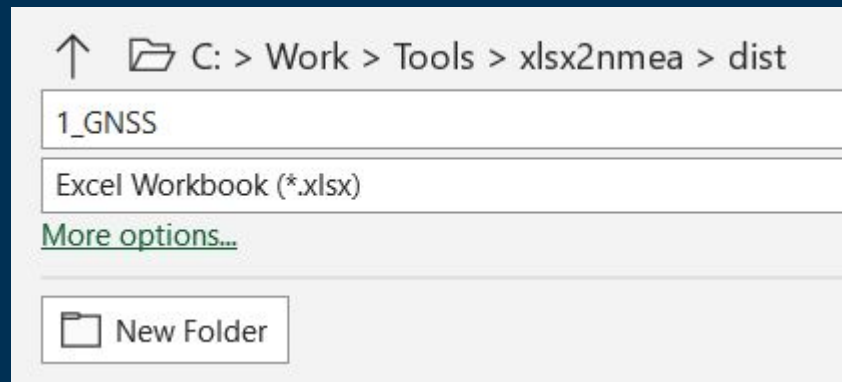 C: > Work > Tools > xlsx2nmea > dist
1_GNSS
Excel Workbook (*.xlsx)
More options...
New Folder